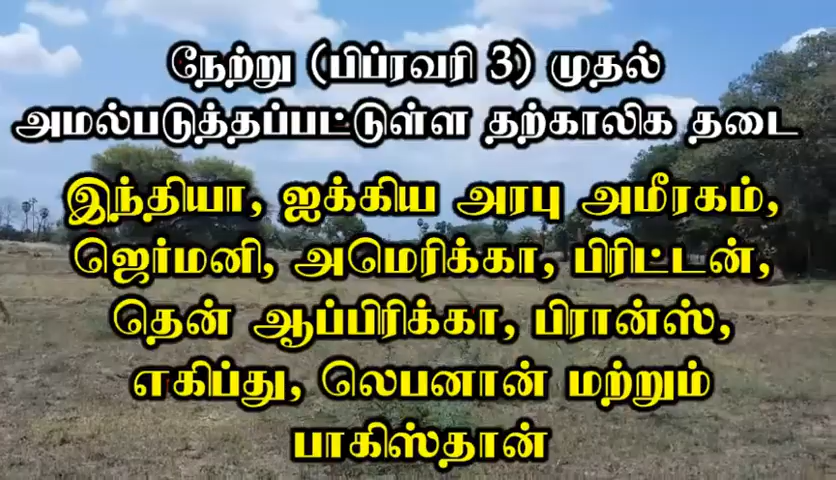 நேற்று (பிப்ரவரி 3) முதல்
அமல்படுத்தப்பட்டுள்ள தற்காலிக தடை
இந்தியா, ஐக்கிய அரபு அமீரகம்,
ஜெர்மனி, அமெரிக்கா, பிரிட்டன்,
தென் ஆப்பிரிக்கா, பிரான்ஸ்,
எகிப்து, லெபனான் மற்றும்
பாகிஸ்தான்